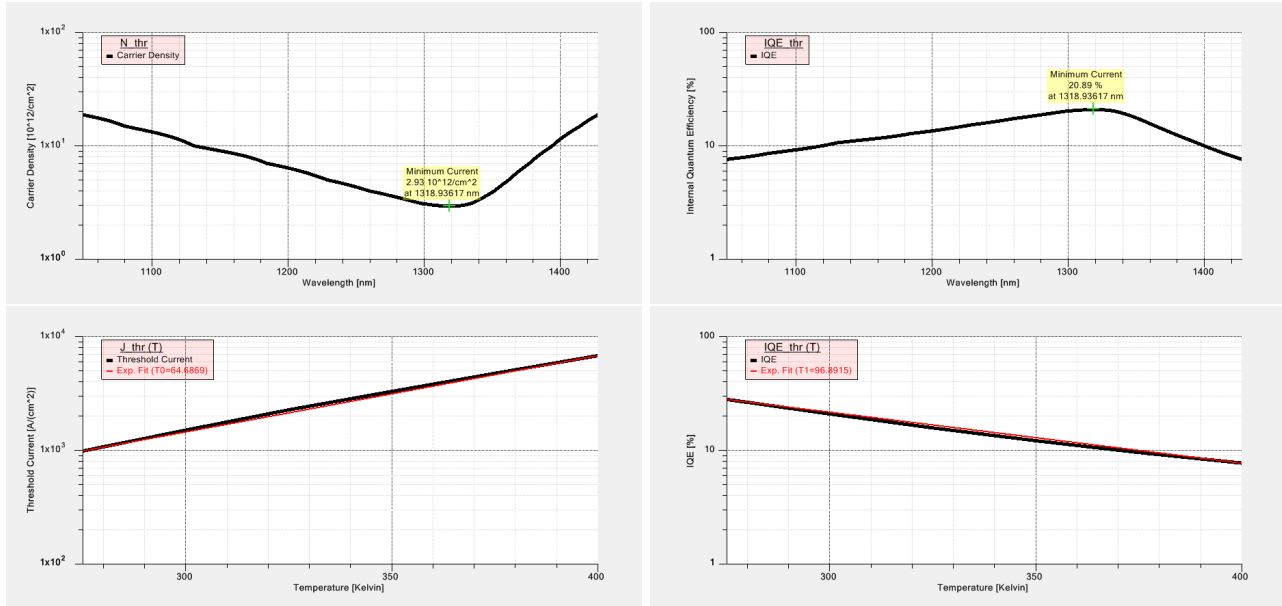 1x10^2
N_thr
Carrier Density
Carrier Density [10^12/cm^2]
1x10^1
Minimum Current
2.93 10^12/cm^2
at 1318.93617 nm
1x10^0
1100
1200
1300
1400
Wavelength [nm]
100
IQE_thr
IQE
Internal Quantum Efficiency [%]
Minimum Current
20.89 %
at 1318.93617 nm
10
1
1100
1200
1300
1400
Wavelength [nm]
1x10^4
J_thr (T)
Threshold Current
Exp. Fit (T0=64.6869)
Threshold Current [A/(cm^2)]
1x10^3
1x10^2
300
350
400
Temperature [Kelvin]
100
IQE_thr (T)
IQE
Exp. Fit (T1=96.8915)
IQE [%]
10
1
300
350
400
Temperature [Kelvin]